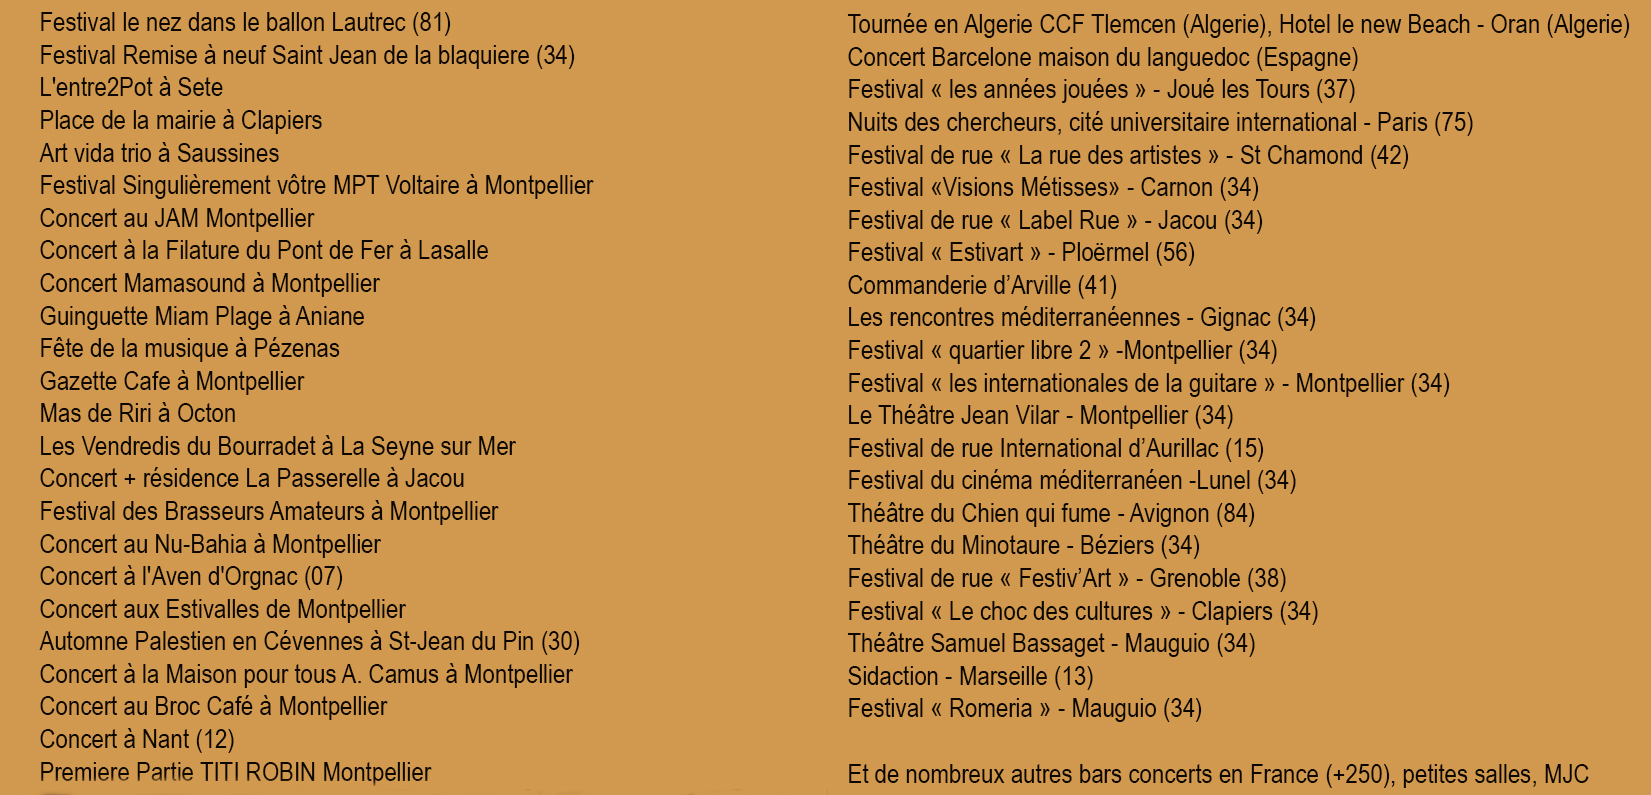 Festival le nez dans le ballon Lautrec (81)
Festival Remise à neuf Saint Jean de la blaquiere (34)
L'entre2Pot à Sete
Place de la mairie à Clapiers
Art vida trio à Saussines
Festival Singulièrement vôtre MPT Voltaire à Montpellier
Concert au JAM Montpellier
Concert à la Filature du Pont de Fer à Lasalle
Concert Mamasound à Montpellier
Guinguette Miam Plage à Aniane
Fête de la musique à Pézenas
Gazette Cafe à Montpellier
Mas de Riri à Octon
Les Vendredis du Bourradet à La Seyne sur Mer
Concert + résidence La Passerelle à Jacou
Festival des Brasseurs Amateurs à Montpellier
Concert au Nu-Bahia à Montpellier
Concert à l'Aven d'Orgnac (07)
Concert aux Estivalles de Montpellier
Automne Palestien en Cévennes à St-Jean du Pin (30)
Concert à la Maison pour tous A. Camus à Montpellier
Concert au Broc Café à Montpellier
Concert à Nant (12)
Premiere Partie TITI ROBIN Montpellier
Tournée en Algerie CCF Tlemcen (Algerie), Hotel le new Beach - Oran (Algerie)
Concert Barcelone maison du languedoc (Espagne)
Festival « les années jouées » - Joué les Tours (37)
Nuits des chercheurs, cité universitaire international - Paris (75)
Festival de rue « La rue des artistes » - St Chamond (42)
Festival «Visions Métisses» - Carnon (34)
Festival de rue « Label Rue » - Jacou (34)
Festival « Estivart » - Ploërmel (56)
Commanderie d’Arville (41)
Les rencontres méditerranéennes - Gignac (34)
Festival « quartier libre 2 » -Montpellier (34)
Festival « les internationales de la guitare » - Montpellier (34)
Le Théâtre Jean Vilar - Montpellier (34)
Festival de rue International d’Aurillac (15)
Festival du cinéma méditerranéen -Lunel (34)
Théâtre du Chien qui fume - Avignon (84)
Théâtre du Minotaure - Béziers (34)
Festival de rue « Festiv’Art » - Grenoble (38)
Festival « Le choc des cultures » - Clapiers (34)
Théâtre Samuel Bassaget - Mauguio (34)
Sidaction - Marseille (13)
Festival « Romeria » - Mauguio (34)
Et de nombreux autres bars concerts en France (+250), petites salles, MJC